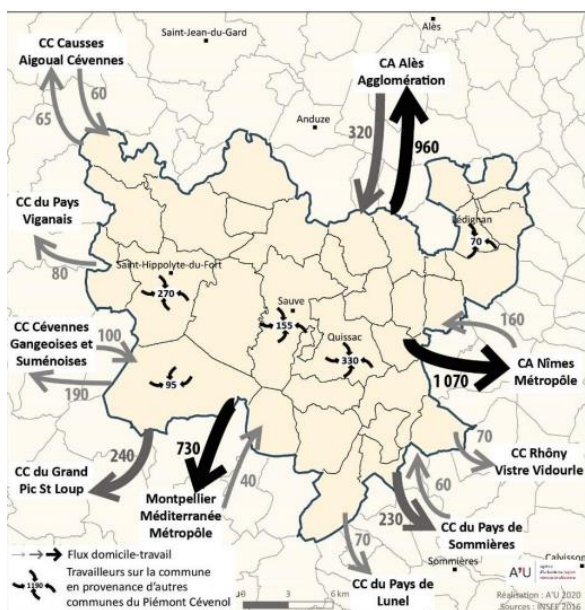 Saint-Jean-du-Gard
Alès
CC Causses
Aigoual Cévennes
60
65
CA Alès
Agglomération
Anduze
320
960
CC du Pays
Viganais
80
Lédignan
70
Saint-Hippolyte-du-Fort
270
Sauve
155
Quissac
330
160
CC Cévennes
Gangeoises et
Suménoises
100
190
95
CA Nîmes
Métropole
1 070
240
730
40
70
CC Rhôny
Vistre Vidourle
CC du Grand
Pic St Loup
Montpellier
Méditerranée
Métropole
60
230
CC du Pays de
Sommières
70
CC du Pays de
Lunel
Sommières
Calvisson
Flux domicile-travail
1190
Travailleurs sur la commune
en provenance d'autres
communes du Piémont Cévenol
0
3
6 km
A'U
Réalisation : A'U 2020
Sources : INSEE 2016